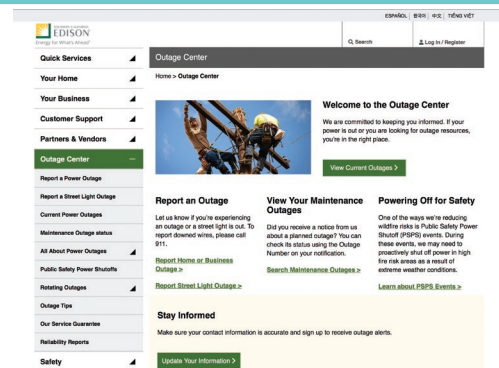 ESPAÑOL | 한국어 | 中文 | TIẾNG VIỆT
EDISON
Energy for What's Ahead
Search
Log In / Register
Quick Services
Your Home
Your Business
Customer Support
Partners & Vendors
Outage Center
Report a Power Outage
Report a Street Light Outage
Current Power Outages
Maintenance Outage status
All About Power Outages
Public Safety Power Shutoffs
Rotating Outages
Outage Tips
Our Service Guarantee
Reliability Reports
Safety
Outage Center
Home > Outage Center
Welcome to the Outage Center
We are committed to keeping
you informed. If your
power is out or you are looking
for outage resources,
you're in the right place.
View Current Outages >
Report an Outage
Let us know if you're experiencing
an outage or a street light is out. To
report downed wires, please call
911.
Report Home or Business
Outage >
Report Street Light Outage >
View Your Maintenance
Outages
Did you receive a notice from us
about a planned outage? You can
check its status using the Outage
Number on your notification.
Search Maintenance Outages >
Powering Off for Safety
One of the ways we're reducing
wildfire risks is Public Safety Power
Shutoff (PSPS) events. During
these events, we may need to
proactively shut off power in high
fire risk areas as a result of
extreme weather conditions.
Learn about PSPS Events >
Stay Informed
Make sure your contact information is accurate and sign up to receive outage alerts.
Update Your Information >